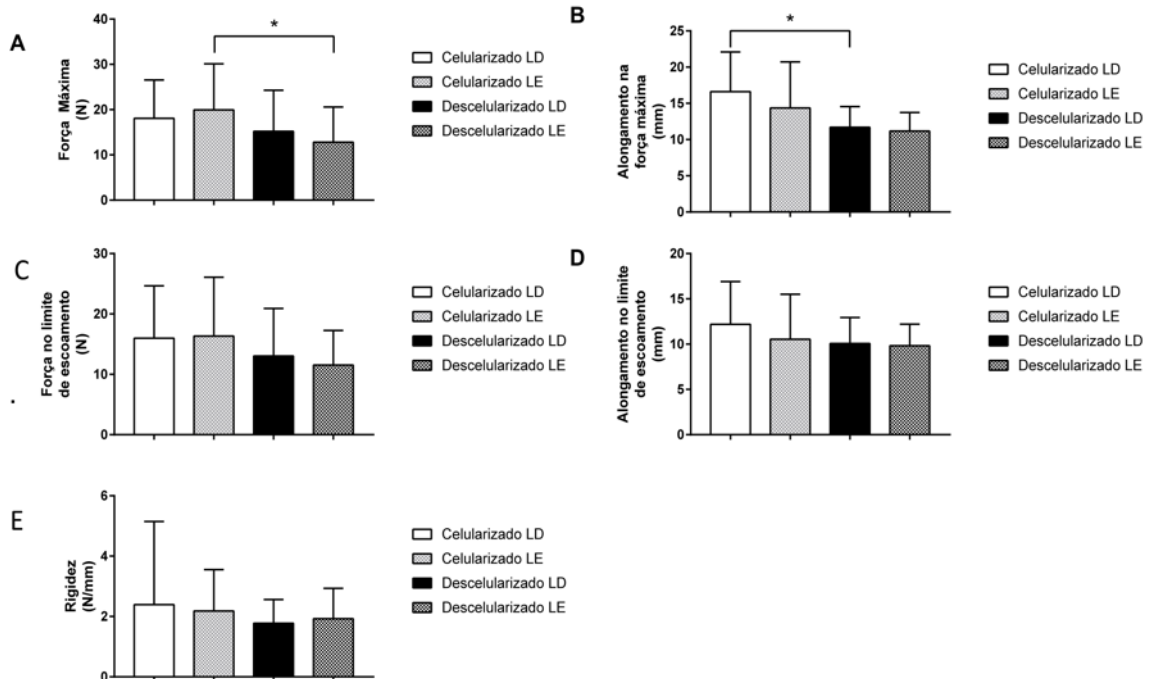 A
Força Máxima
(N)
40
30
20
10
0
*
Celularizado LD
Celularizado LE
Descelularizado LD
Descelularizado LE
B
Alongamento na
força máxima
(mm)
25
20
15
10
5
0
*
Celularizado LD
Celularizado LE
Descelularizado LD
Descelularizado LE
C
Força no limite
de escoamento
(N)
30
20
10
0
Celularizado LD
Celularizado LE
Descelularizado LD
Descelularizado LE
.
D
Alongamento no limite
de escoamento
(mm)
20
15
10
5
0
Celularizado LD
Celularizado LE
Descelularizado LD
Descelularizado LE
E
Rigidez
(N/mm)
6
4
2
0
Celularizado LD
Celularizado LE
Descelularizado LD
Descelularizado LE